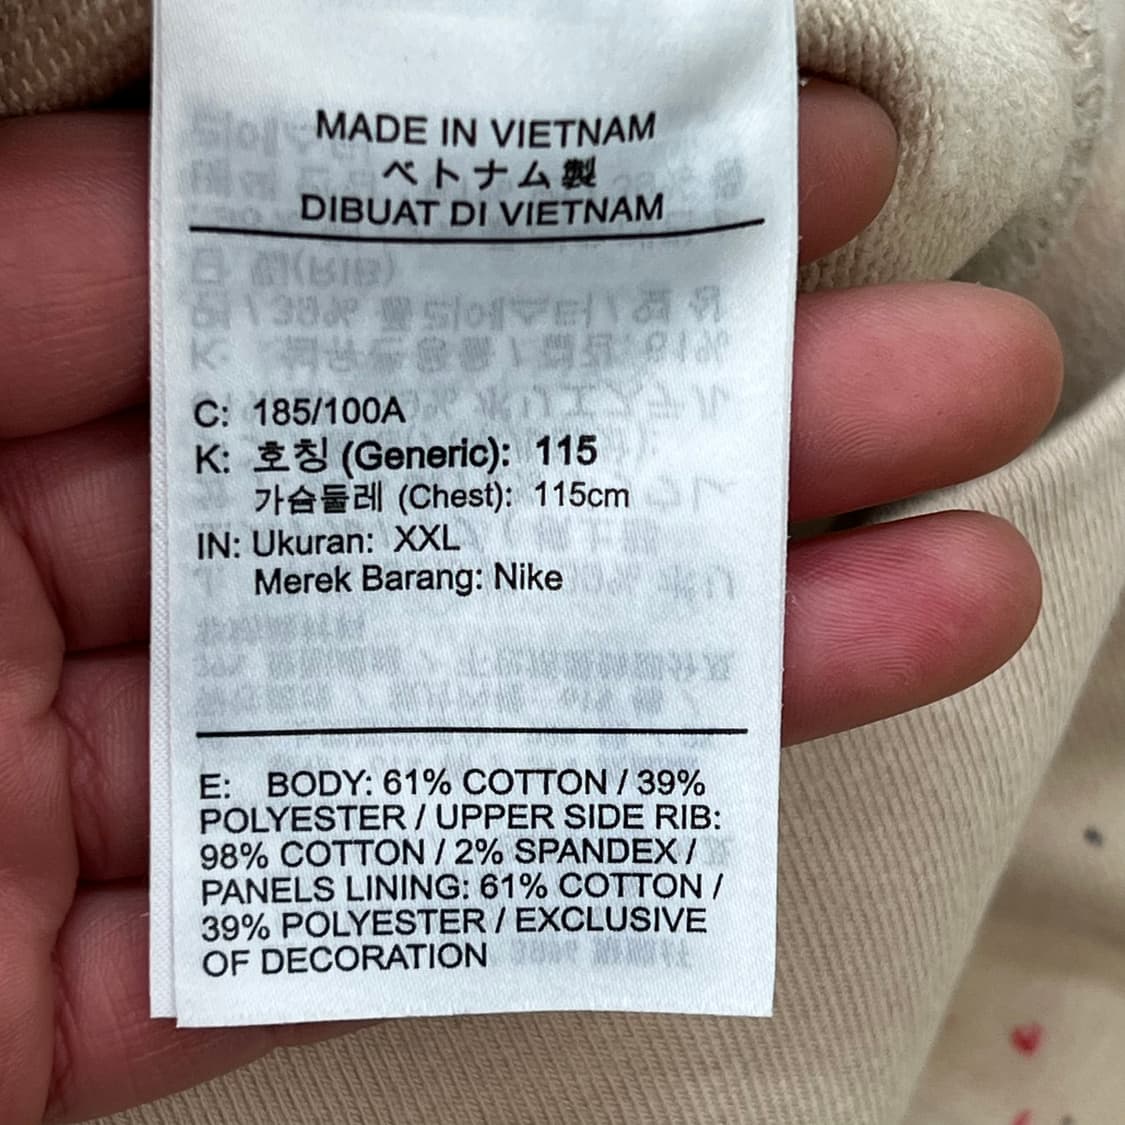 MADE IN VIETNAM
ベトナム製
DIBUAT DI VIETNAM
C: 185/100A
K: 호칭 (Generic): 115
가슴둘레 (Chest): 115cm
IN: Ukuran: XXL
Merek Barang: Nike
E: BODY: 61% COTTON / 39%
POLYESTER / UPPER SIDE RIB:
98% COTTON / 2% SPANDEX /
PANELS LINING: 61% COTTON /
39% POLYESTER / EXCLUSIVE
OF DECORATION